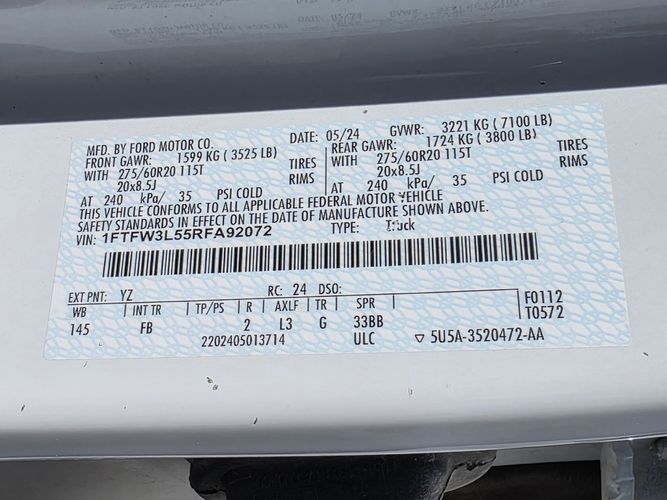 MFD. BY FORD MOTOR CO. DATE: 05/24 GVWR: 3221 KG ( 7100 LB)
FRONT GAWR: 1599 KG ( 3525 LB) REAR GAWR: 1724 KG ( 3800 LB)
WITH 275/60R20 115T TIRES WITH 275/60R20 115T TIRES
20x8.5J RIMS 20x8.5J RIMS
AT 240 kPa/ 35 PSI COLD AT 240 kPa/ 35 PSI COLD
THIS VEHICLE CONFORMS TO ALL APPLICABLE FEDERAL MOTOR VEHICLE
SAFETY STANDARDS IN EFFECT ON THE DATE OF MANUFACTURE SHOWN ABOVE.
VIN: 1FTFW3L55RFA92072 TYPE: Truck
EXT PNT: YZ RC: 24 DSO:
WB INT TR TP/PS R AXLF TR SPR F0112
145 FB 2 L3 G 33BB T0572
2202405013714 ULC ▽ 5U5A-3520472-AA